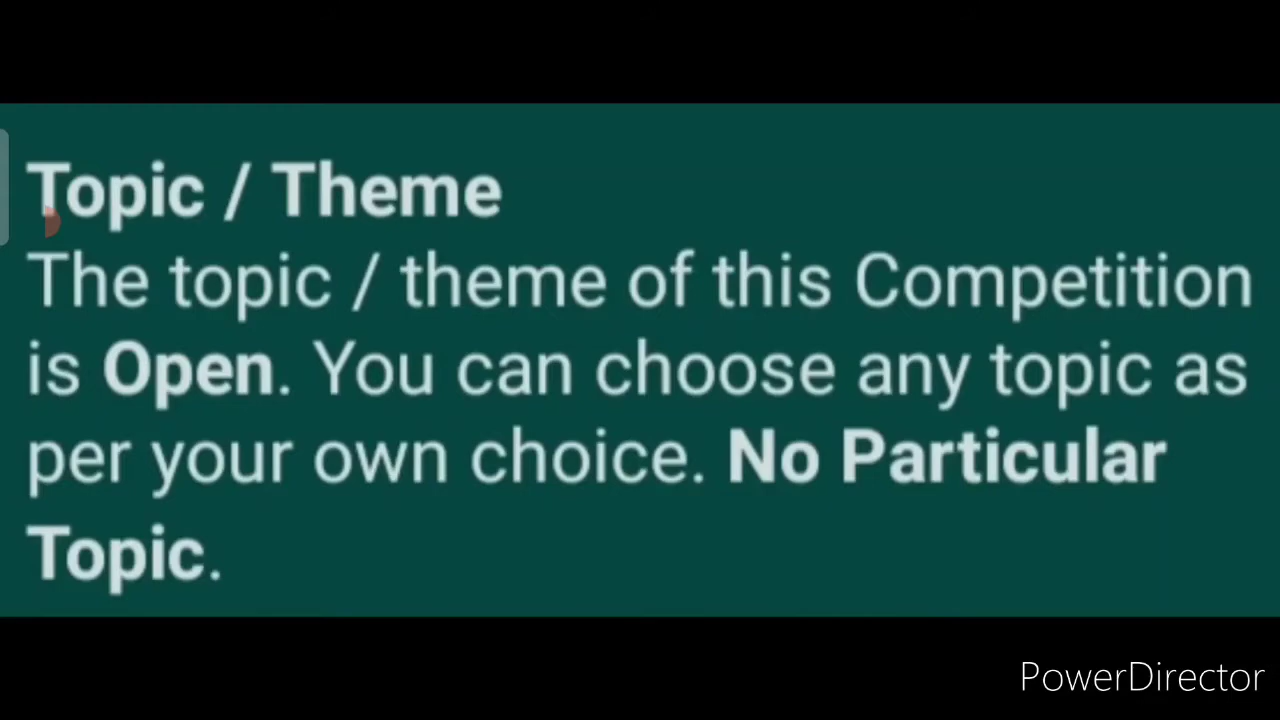 Topic / Theme
The topic / theme of this Competition
is Open. You can choose any topic as
per your own choice. No Particular
Topic.
PowerDirector